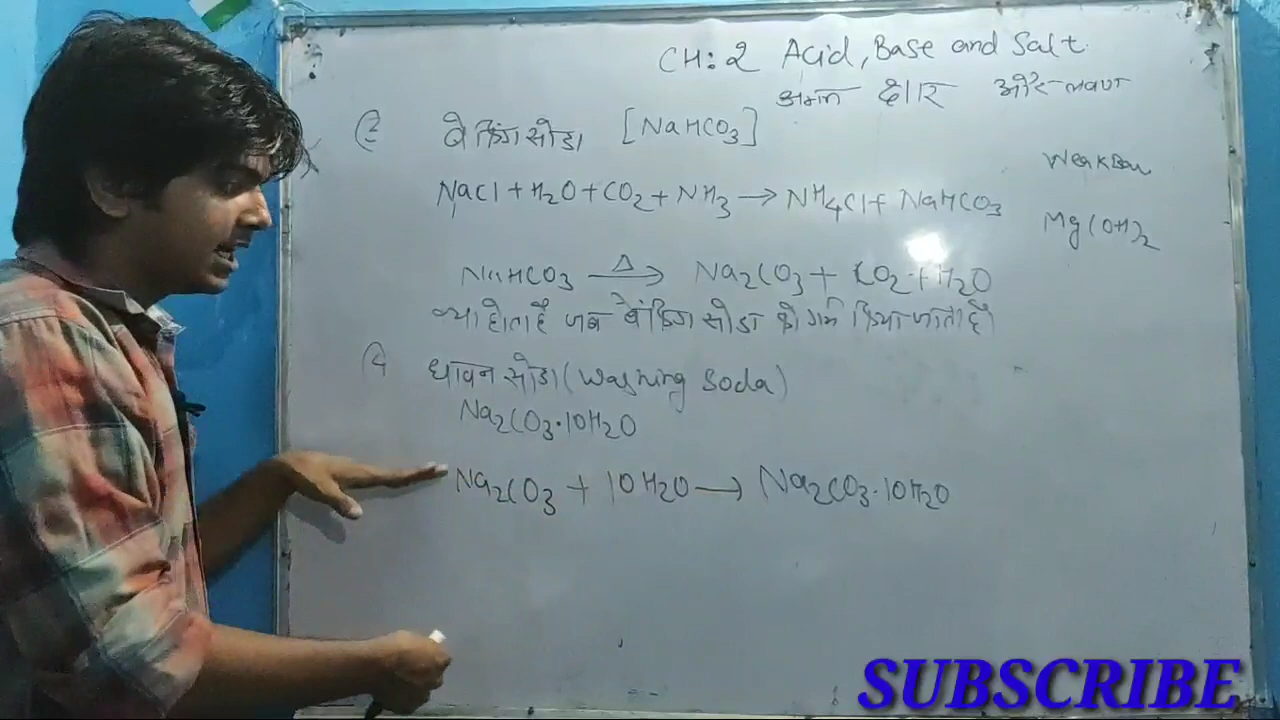 CH: 2 Acid, Base and Salt
और लवण
[NaHCO3]
Weak Base
NaCl + H2O + CO2 + NH3 → NH4Cl + NaHCO3
Mg(OH)2
NaHCO3 —Δ→ Na2CO3 + CO2 + H2O
क्या होता है जब बेकिंग सोडा को गर्म किया जाता है
धावन सोडा (Washing Soda)
Na2CO3·10H2O
Na2CO3 + 10H2O → Na2CO3·10H2O
SUBSCRIBE